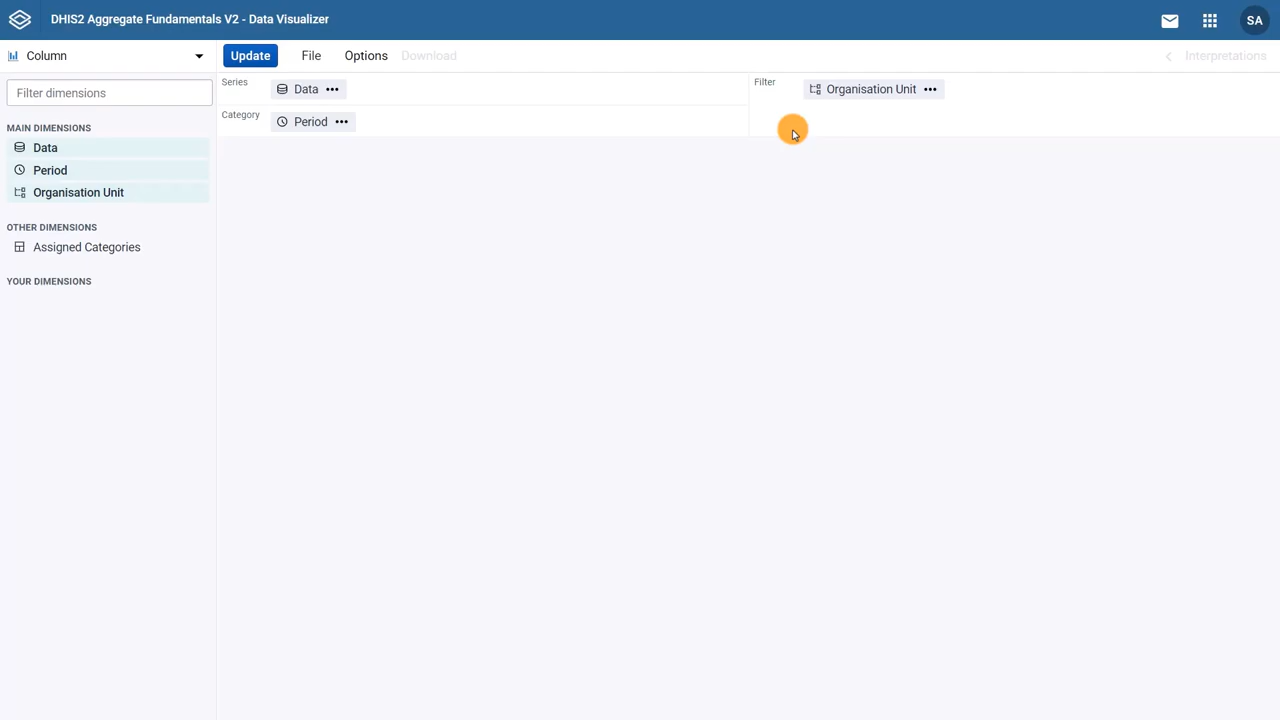 DHIS2 Aggregate Fundamentals V2 - Data Visualizer
SA
Column
Update File Options Download
Interpretations
Filter dimensions
Series
Data •••
Filter
Organisation Unit •••
Category
Period •••
MAIN DIMENSIONS
Data
Period
Organisation Unit
OTHER DIMENSIONS
Assigned Categories
YOUR DIMENSIONS